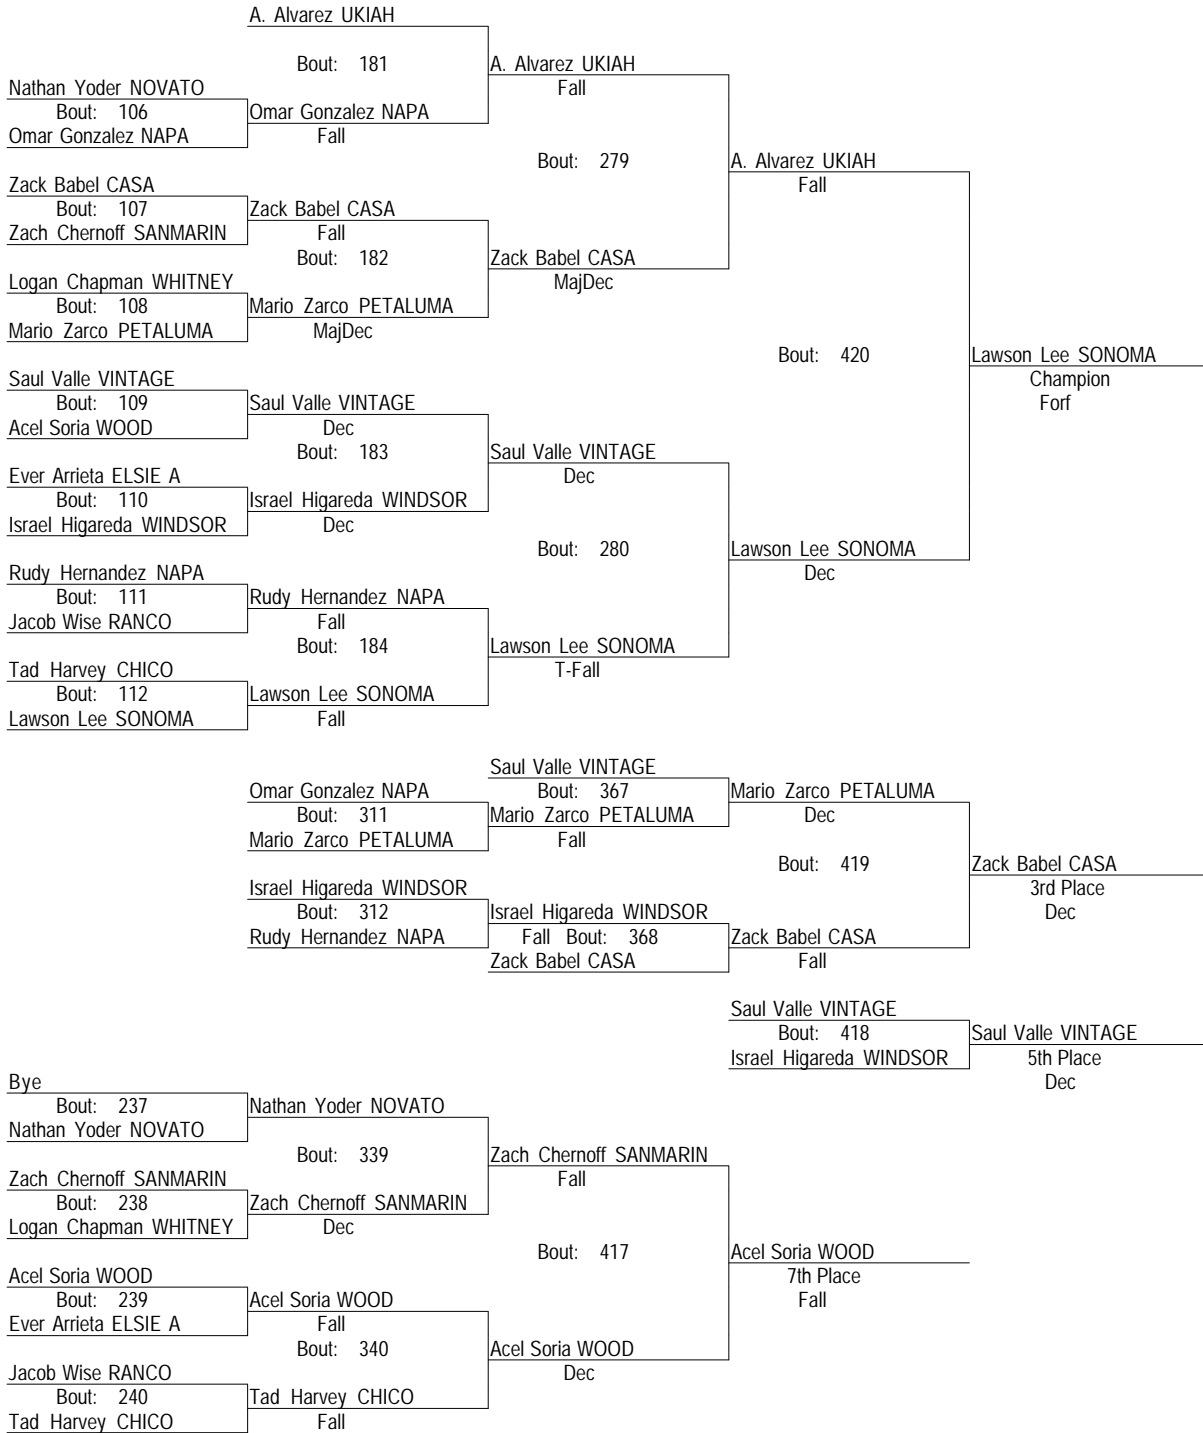 A. Alvarez UKIAH
Bout: 181
A. Alvarez UKIAH
Fall
Nathan Yoder NOVATO
Bout: 106
Omar Gonzalez NAPA
Omar Gonzalez NAPA
Fall
Bout: 279
A. Alvarez UKIAH
Fall
Zack Babel CASA
Bout: 107
Zack Babel CASA
Zach Chernoff SANMARIN
Fall
Bout: 182
Zack Babel CASA
MajDec
Logan Chapman WHITNEY
Bout: 108
Mario Zarco PETALUMA
Mario Zarco PETALUMA
MajDec
Bout: 420
Lawson Lee SONOMA
Champion
Forf
Saul Valle VINTAGE
Bout: 109
Saul Valle VINTAGE
Acel Soria WOOD
Dec
Bout: 183
Saul Valle VINTAGE
Dec
Ever Arrieta ELSIE A
Bout: 110
Israel Higareda WINDSOR
Israel Higareda WINDSOR
Dec
Bout: 280
Lawson Lee SONOMA
Dec
Rudy Hernandez NAPA
Bout: 111
Rudy Hernandez NAPA
Jacob Wise RANCO
Fall
Bout: 184
Lawson Lee SONOMA
T-Fall
Tad Harvey CHICO
Bout: 112
Lawson Lee SONOMA
Lawson Lee SONOMA
Fall
Saul Valle VINTAGE
Omar Gonzalez NAPA
Bout: 367
Mario Zarco PETALUMA
Bout: 311
Mario Zarco PETALUMA
Dec
Mario Zarco PETALUMA
Fall
Bout: 419
Zack Babel CASA
3rd Place
Dec
Israel Higareda WINDSOR
Bout: 312
Israel Higareda WINDSOR
Rudy Hernandez NAPA
Fall Bout: 368
Zack Babel CASA
Zack Babel CASA
Fall
Saul Valle VINTAGE
Bout: 418
Saul Valle VINTAGE
Israel Higareda WINDSOR
5th Place
Dec
Bye
Bout: 237
Nathan Yoder NOVATO
Nathan Yoder NOVATO
Bout: 339
Zach Chernoff SANMARIN
Fall
Zach Chernoff SANMARIN
Bout: 238
Zach Chernoff SANMARIN
Logan Chapman WHITNEY
Dec
Bout: 417
Acel Soria WOOD
7th Place
Fall
Acel Soria WOOD
Bout: 239
Acel Soria WOOD
Ever Arrieta ELSIE A
Fall
Bout: 340
Acel Soria WOOD
Dec
Jacob Wise RANCO
Bout: 240
Tad Harvey CHICO
Tad Harvey CHICO
Fall